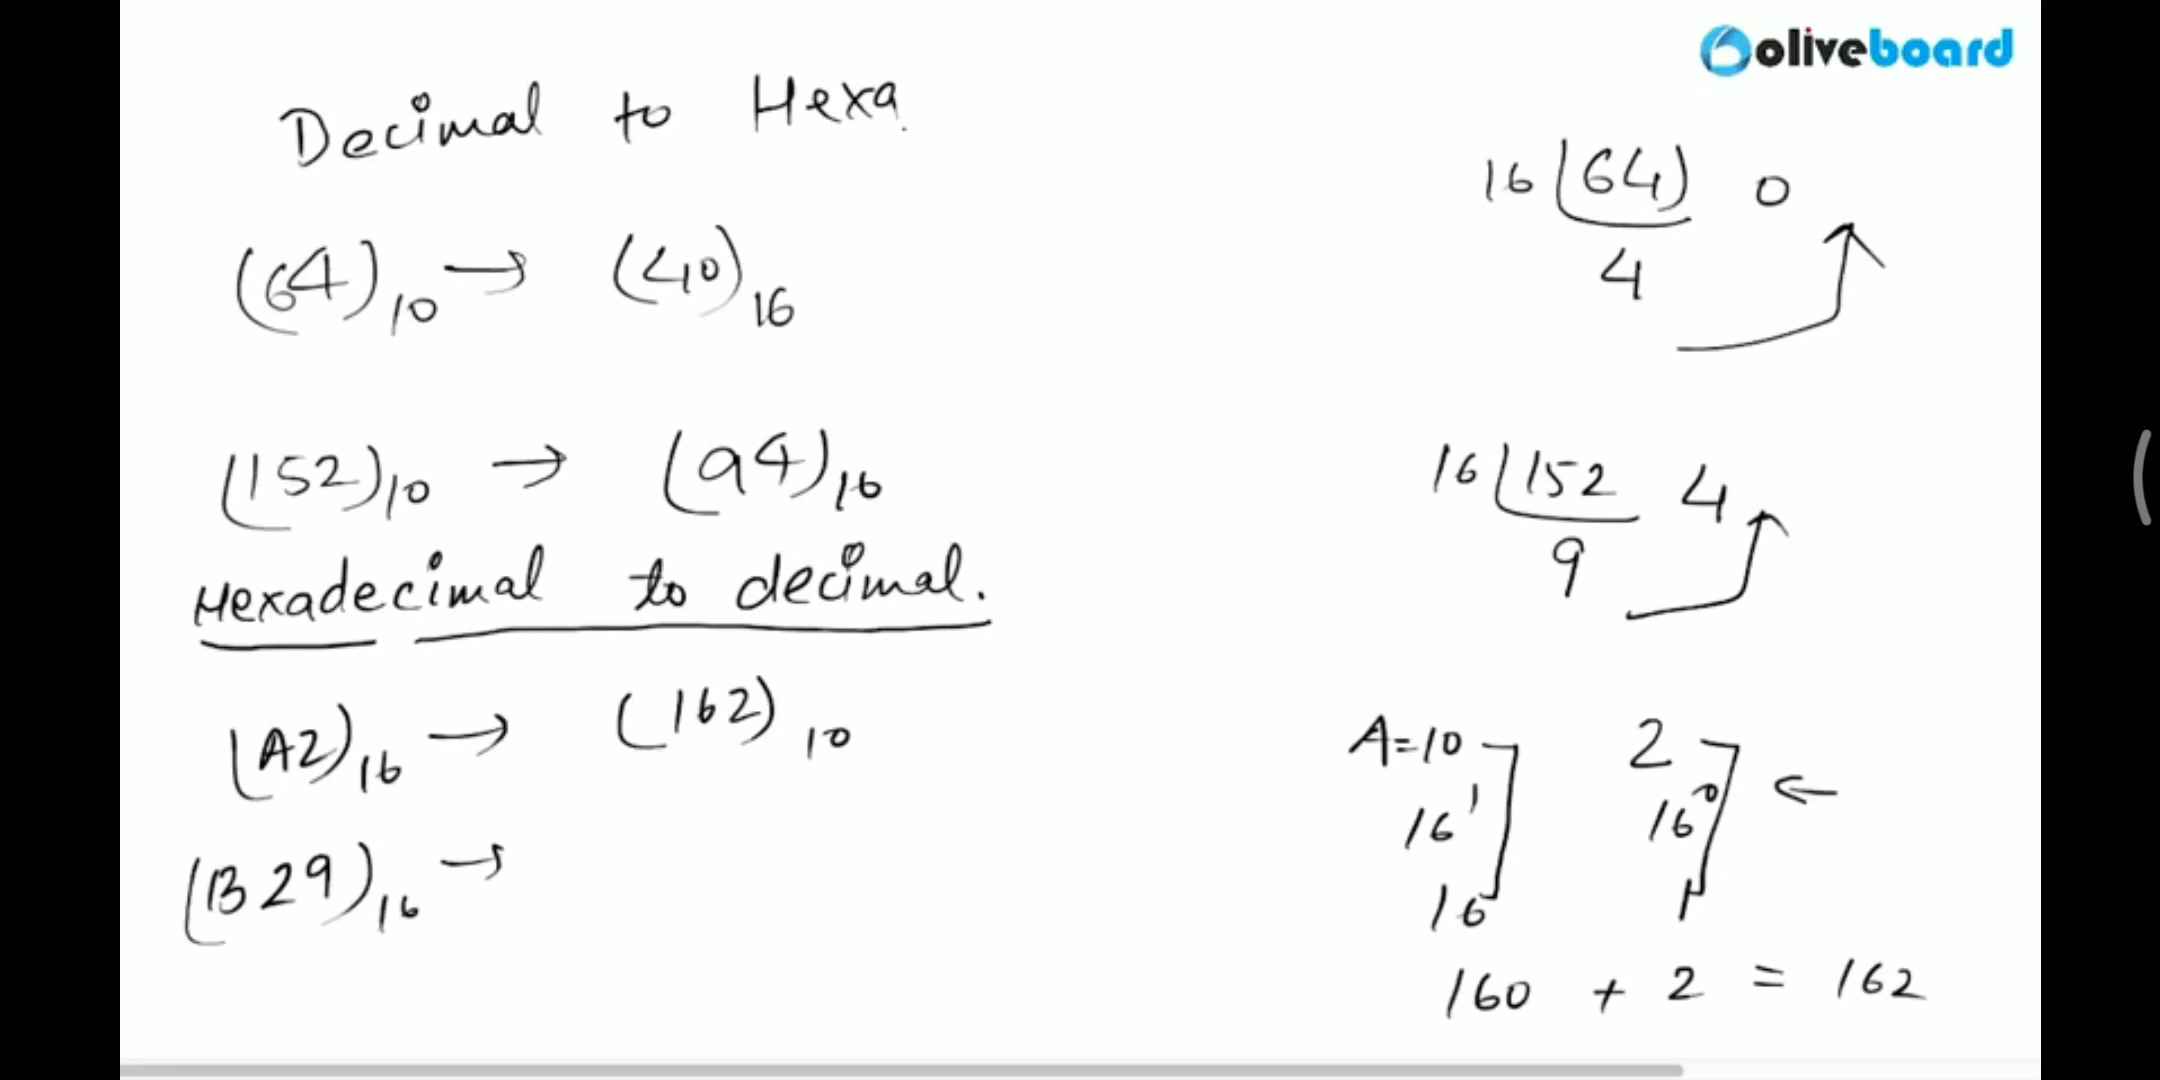 oliveboard
Decimal to Hexa.
(64)₁₀ → (40)₁₆
16 64 0
4
(152)₁₀ → (94)₁₆
16 152 4
9
Hexadecimal to decimal.
(A2)₁₆ → (162)₁₀
A=10 2 ←
16¹ 16⁰
16 1
(B29)₁₆ →
160 + 2 = 162